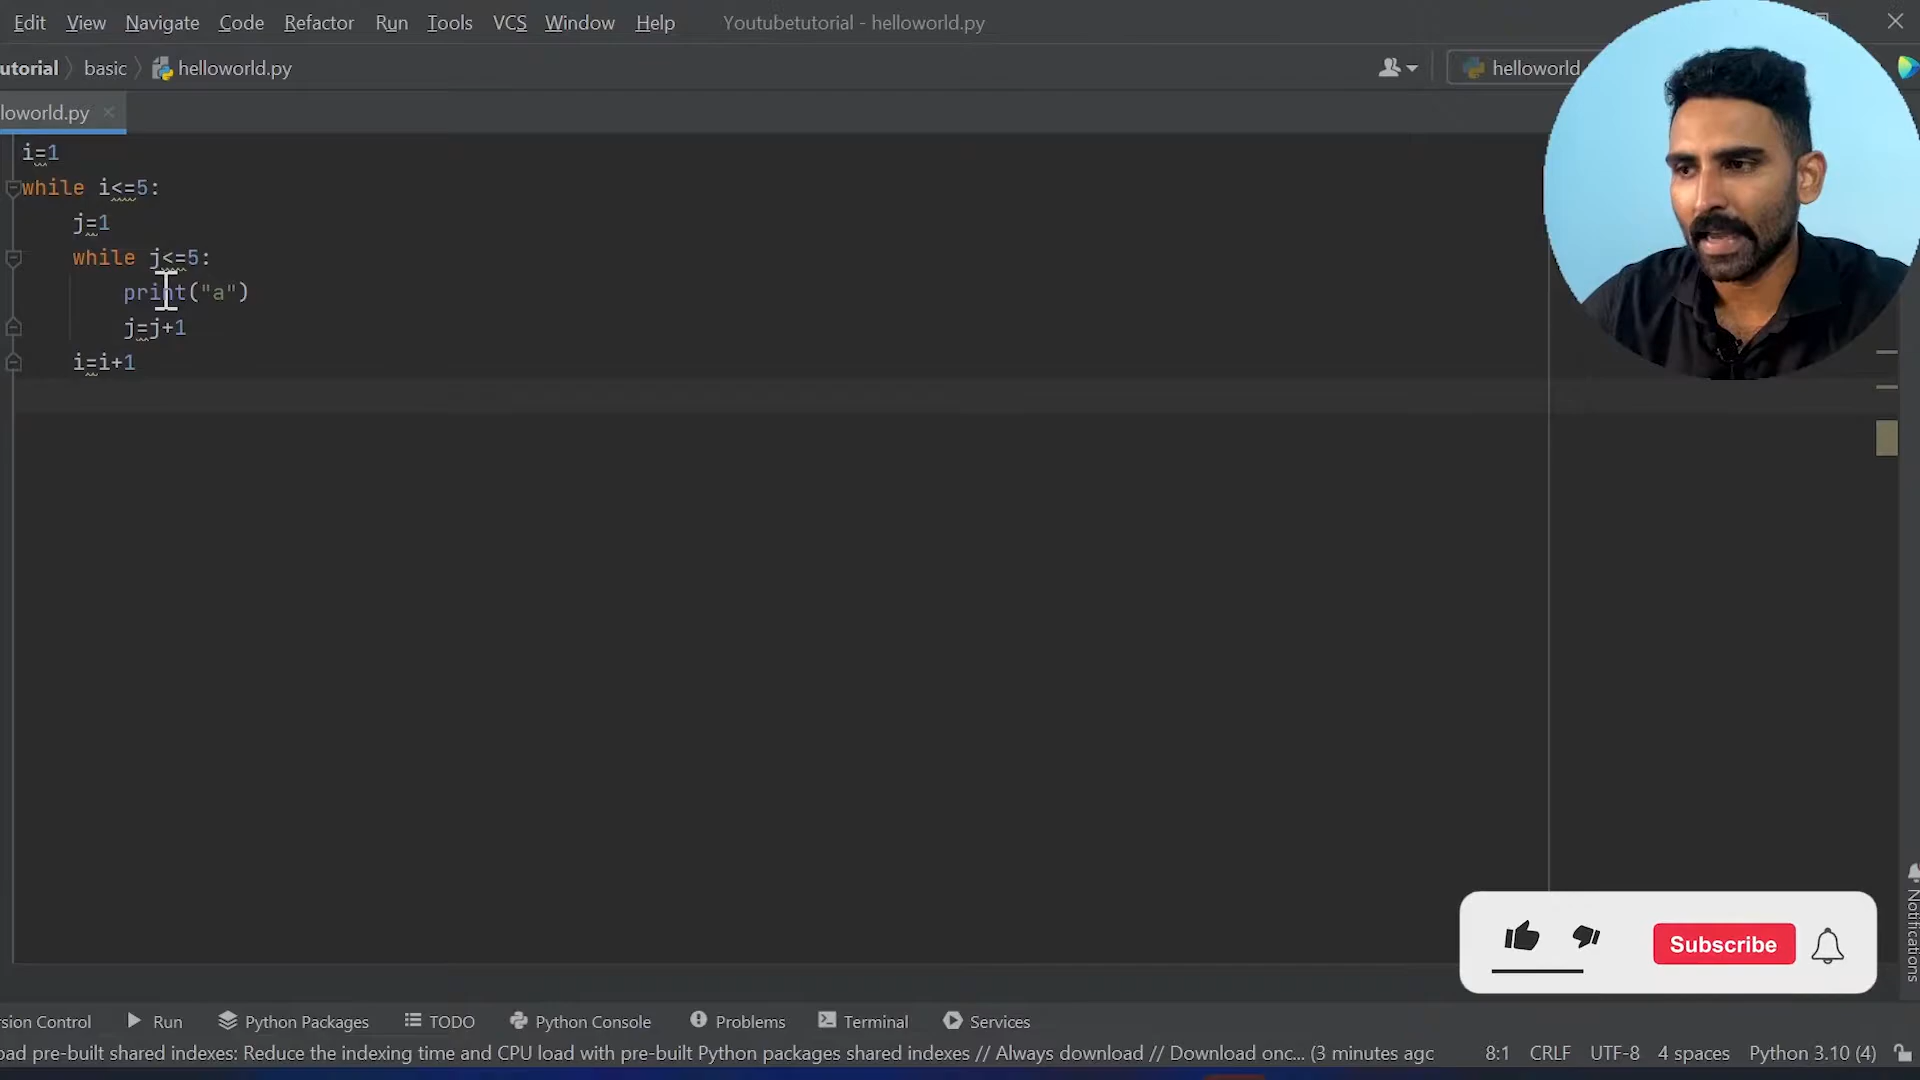 Edit View Navigate Code Refactor Run Tools VCS Window Help Youtubetutorial - helloworld.py
utorial basic helloworld.py helloworld
loworld.py
i=1
while i<=5:
j=1
while j<=5:
print("a")
j=j+1
i=i+1
Notifications
Subscribe
sion Control Run Python Packages TODO Python Console Problems Terminal Services
oad pre-built shared indexes: Reduce the indexing time and CPU load with pre-built Python packages shared indexes // Always download // Download onc... (3 minutes agc 8:1 CRLF UTF-8 4 spaces Python 3.10 (4)